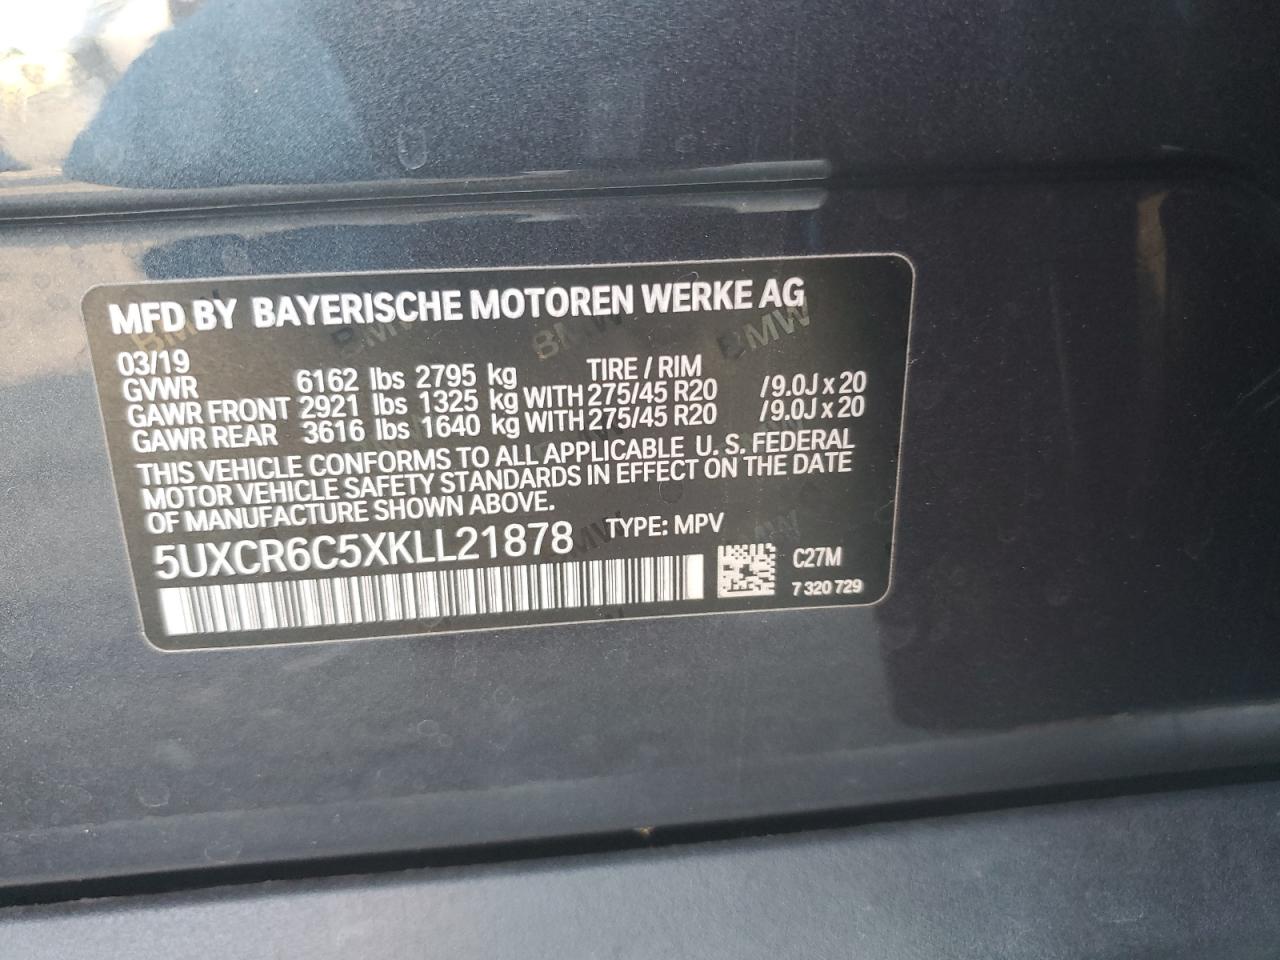 MFD BY BAYERISCHE MOTOREN WERKE AG
03/19 TIRE / RIM
GVWR 6162 lbs 2795 kg
GAWR FRONT 2921 lbs 1325 kg WITH 275/45 R20 /9.0J x 20
GAWR REAR 3616 lbs 1640 kg WITH 275/45 R20 /9.0J x 20
THIS VEHICLE CONFORMS TO ALL APPLICABLE U. S. FEDERAL
MOTOR VEHICLE SAFETY STANDARDS IN EFFECT ON THE DATE
OF MANUFACTURE SHOWN ABOVE.
5UXCR6C5XKLL21878 TYPE: MPV
C27M
7 320 729